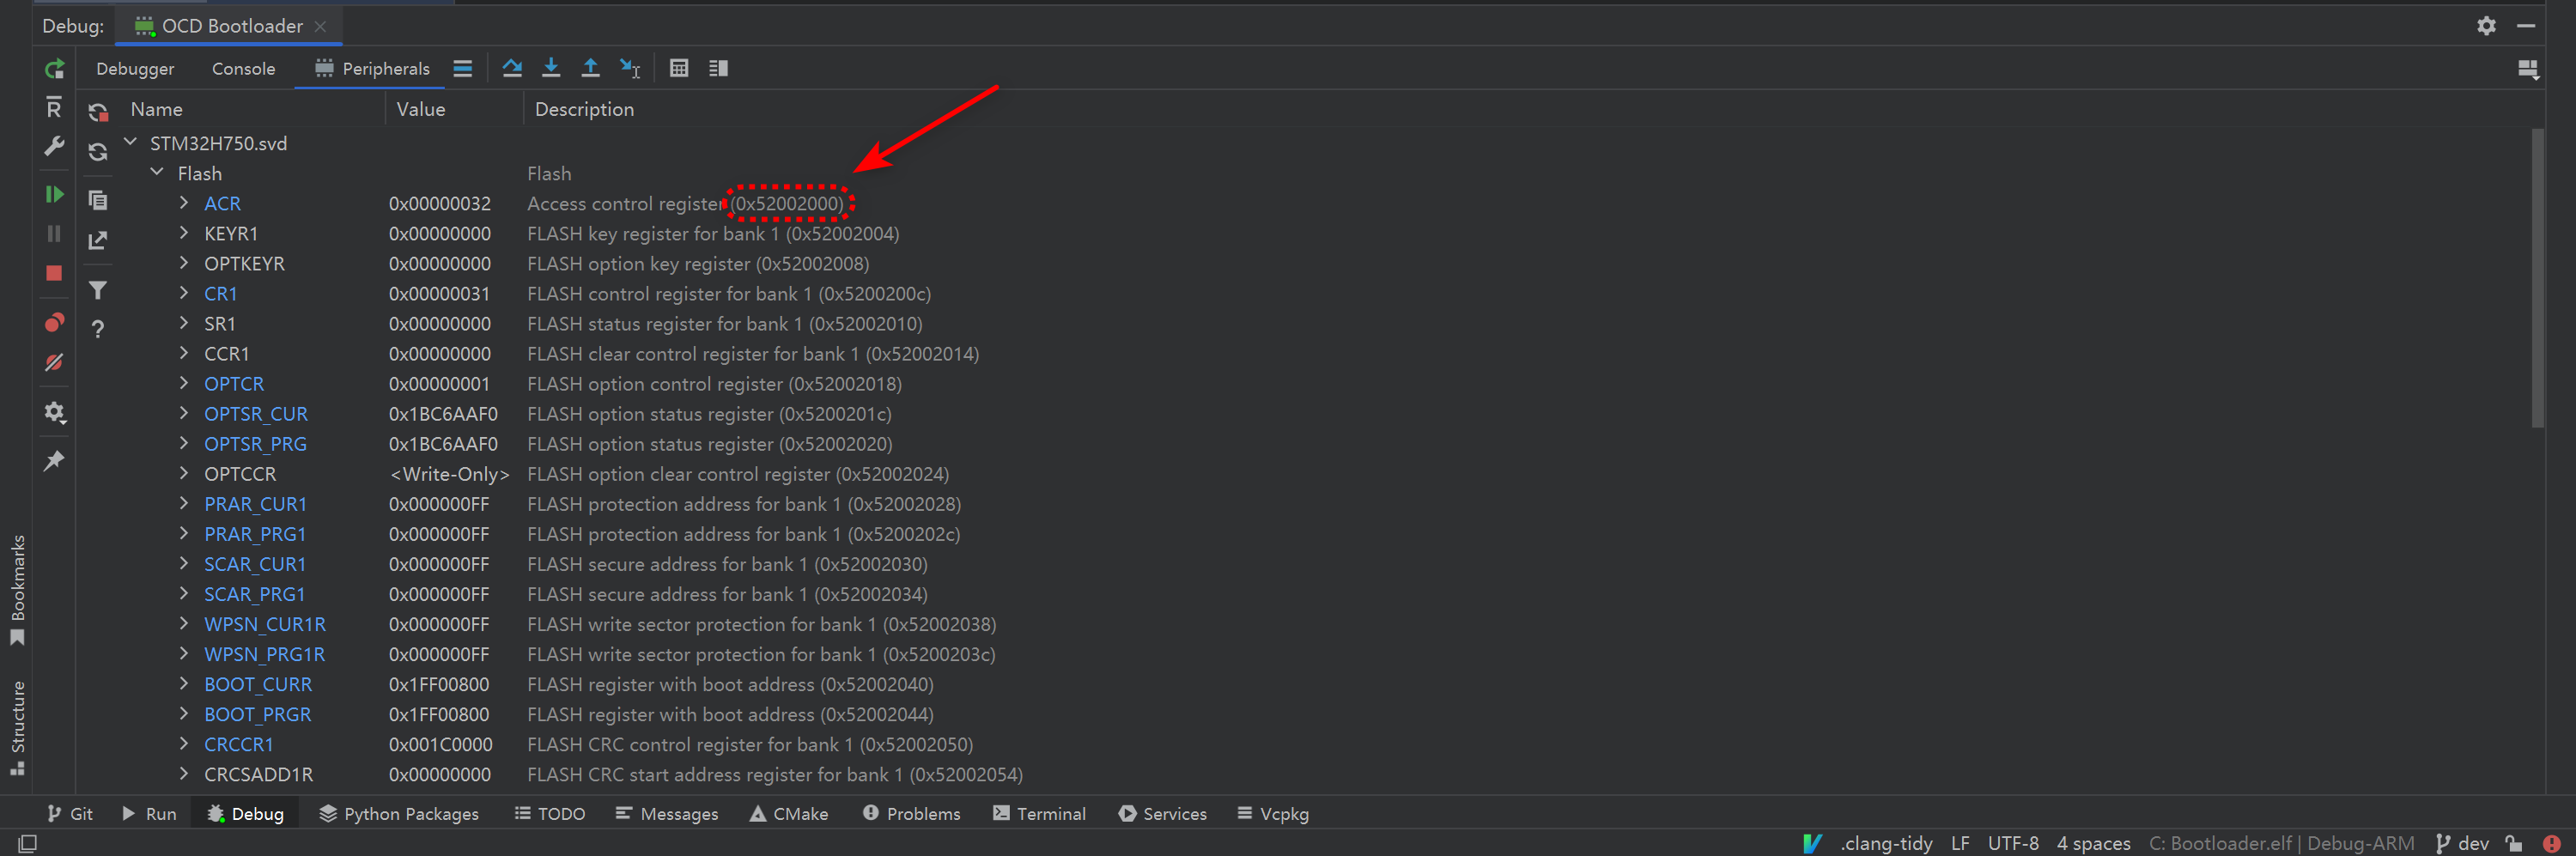 Debug: OCD Bootloader
Debugger Console Peripherals
Name Value Description
STM32H750.svd
Flash Flash
ACR 0x00000032 Access control register (0x52002000)
KEYR1 0x00000000 FLASH key register for bank 1 (0x52002004)
OPTKEYR 0x00000000 FLASH option key register (0x52002008)
CR1 0x00000031 FLASH control register for bank 1 (0x5200200c)
SR1 0x00000000 FLASH status register for bank 1 (0x52002010)
CCR1 0x00000000 FLASH clear control register for bank 1 (0x52002014)
OPTCR 0x00000001 FLASH option control register (0x52002018)
OPTSR_CUR 0x1BC6AAF0 FLASH option status register (0x5200201c)
OPTSR_PRG 0x1BC6AAF0 FLASH option status register (0x52002020)
OPTCCR <Write-Only> FLASH option clear control register (0x52002024)
PRAR_CUR1 0x000000FF FLASH protection address for bank 1 (0x52002028)
PRAR_PRG1 0x000000FF FLASH protection address for bank 1 (0x5200202c)
SCAR_CUR1 0x000000FF FLASH secure address for bank 1 (0x52002030)
SCAR_PRG1 0x000000FF FLASH secure address for bank 1 (0x52002034)
WPSN_CUR1R 0x000000FF FLASH write sector protection for bank 1 (0x52002038)
WPSN_PRG1R 0x000000FF FLASH write sector protection for bank 1 (0x5200203c)
BOOT_CURR 0x1FF00800 FLASH register with boot address (0x52002040)
BOOT_PRGR 0x1FF00800 FLASH register with boot address (0x52002044)
CRCCR1 0x001C0000 FLASH CRC control register for bank 1 (0x52002050)
CRCSADD1R 0x00000000 FLASH CRC start address register for bank 1 (0x52002054)
Bookmarks
Structure
Git Run Debug Python Packages TODO Messages CMake Problems Terminal Services Vcpkg
.clang-tidy LF UTF-8 4 spaces C: Bootloader.elf | Debug-ARM dev